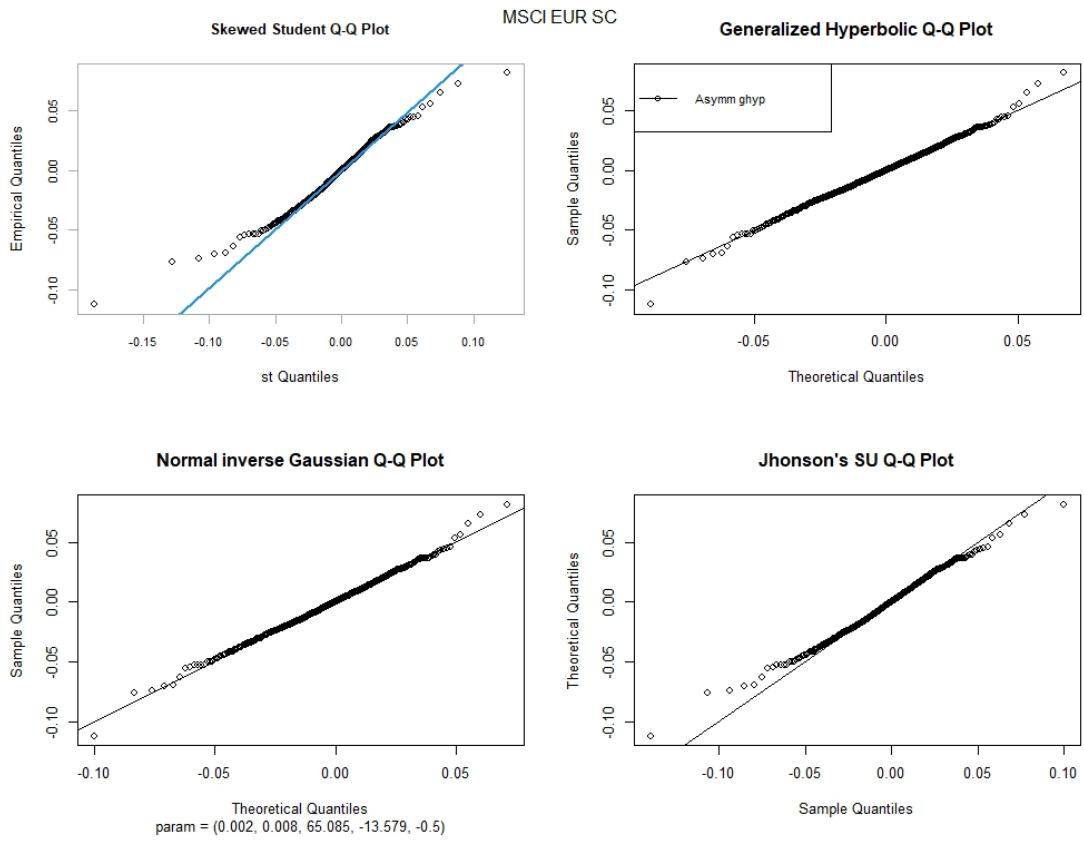 MSCI EUR SC
Skewed Student Q-Q Plot
Empirical Quantiles
0.05
0.00
-0.05
-0.10
-0.15
-0.10
-0.05
0.00
0.05
0.10
st Quantiles
Generalized Hyperbolic Q-Q Plot
Asymm ghyp
Sample Quantiles
0.05
0.00
-0.05
-0.10
-0.05
0.00
0.05
Theoretical Quantiles
Normal inverse Gaussian Q-Q Plot
Sample Quantiles
0.05
0.00
-0.05
-0.10
-0.10
-0.05
0.00
0.05
Theoretical Quantiles
param = (0.002, 0.008, 65.085, -13.579, -0.5)
Jhonson's SU Q-Q Plot
Theoretical Quantiles
0.05
0.00
-0.05
-0.10
-0.10
-0.05
0.00
0.05
0.10
Sample Quantiles